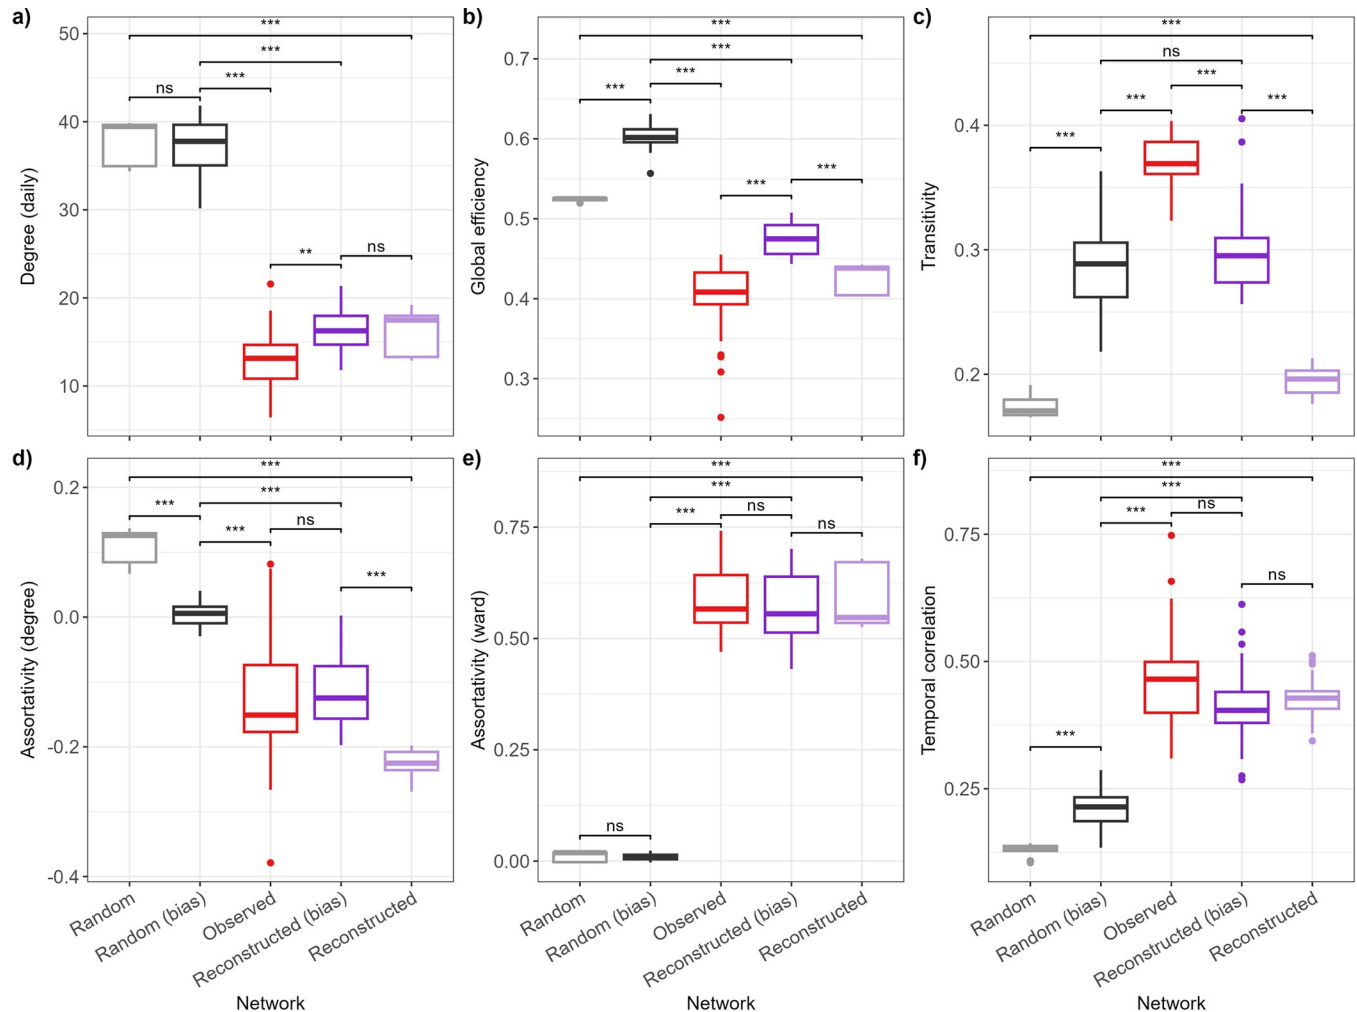 a)
***
***
***
ns
**
ns
50
40
30
20
10
Degree (daily)
b)
***
***
***
***
***
***
0.7
0.6
0.5
0.4
0.3
Global efficiency
c)
***
ns
***
***
***
***
0.4
0.3
0.2
Transitivity
d)
***
***
***
***
ns
***
0.2
0.0
-0.2
-0.4
Assortativity (degree)
Random
Random (bias)
Observed
Reconstructed (bias)
Reconstructed
Network
e)
***
***
***
ns
ns
ns
0.75
0.50
0.25
0.00
Assortativity (ward)
Random
Random (bias)
Observed
Reconstructed (bias)
Reconstructed
Network
f)
***
***
***
ns
ns
***
0.75
0.50
0.25
Temporal correlation
Random
Random (bias)
Observed
Reconstructed (bias)
Reconstructed
Network